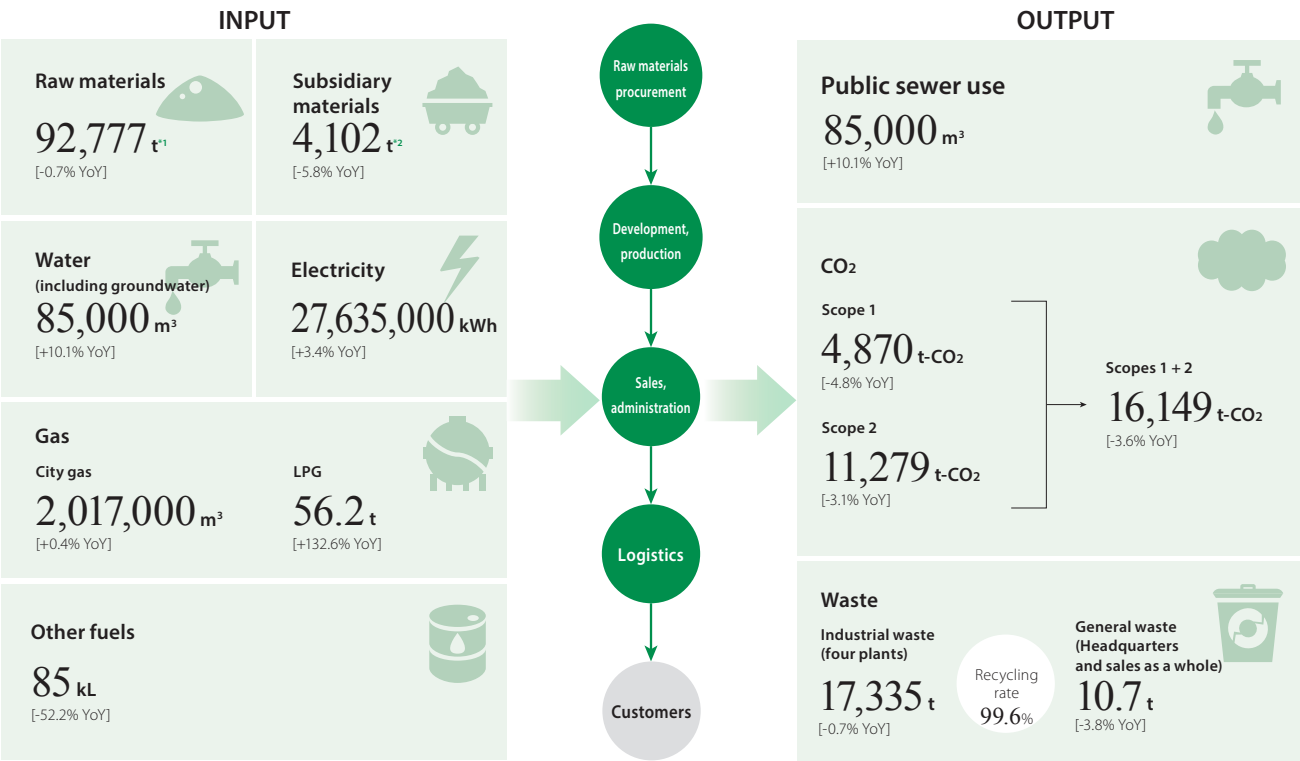 INPUT
Raw materials
92,777 t*1
[-0.7% YoY]
Subsidiary
materials
4,102 t*2
[-5.8% YoY]
Water
(including groundwater)
85,000 m³
[+10.1% YoY]
Electricity
27,635,000 kWh
[+3.4% YoY]
Gas
City gas
2,017,000 m³
[+0.4% YoY]
LPG
56.2 t
[+132.6% YoY]
Other fuels
85 kL
[-52.2% YoY]
Raw materials
procurement
Development,
production
Sales,
administration
Logistics
Customers
OUTPUT
Public sewer use
85,000 m³
[+10.1% YoY]
CO₂
Scope 1
4,870 t-CO₂
[-4.8% YoY]
Scope 2
11,279 t-CO₂
[-3.1% YoY]
Scopes 1 + 2
16,149 t-CO₂
[-3.6% YoY]
Waste
Industrial waste
(four plants)
17,335 t
[-0.7% YoY]
Recycling
rate
99.6%
General waste
(Headquarters
and sales as a whole)
10.7 t
[-3.8% YoY]